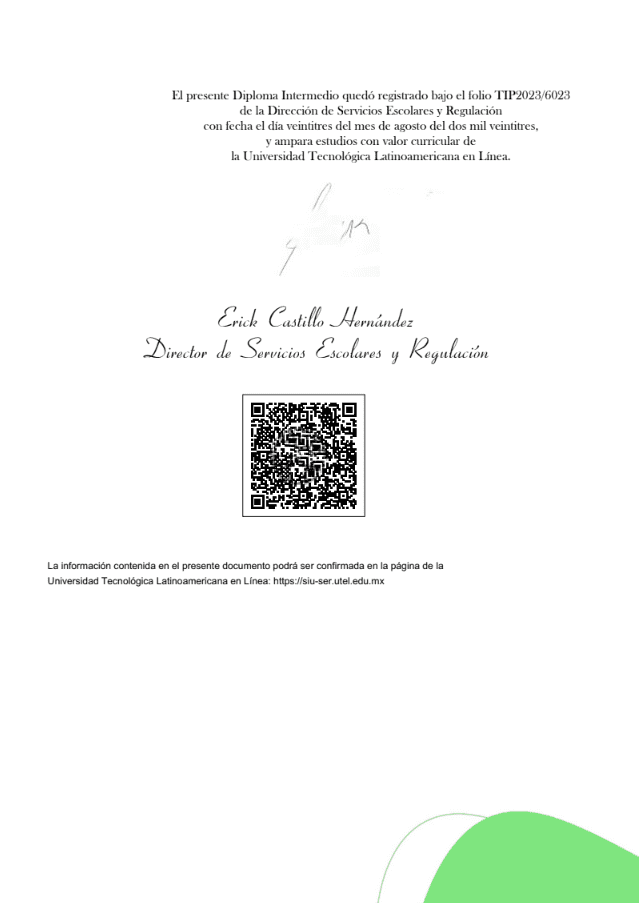 El presente Diploma Intermedio quedó registrado bajo el folio TIP2023/6023
de la Dirección de Servicios Escolares y Regulación
con fecha el día veintitres del mes de agosto del dos mil veintitres,
y ampara estudios con valor curricular de
la Universidad Tecnológica Latinoamericana en Línea.
Erick Castillo Hernández
Director de Servicios Escolares y Regulación
La información contenida en el presente documento podrá ser confirmada en la página de la
Universidad Tecnológica Latinoamericana en Línea: https://siu-ser.utel.edu.mx